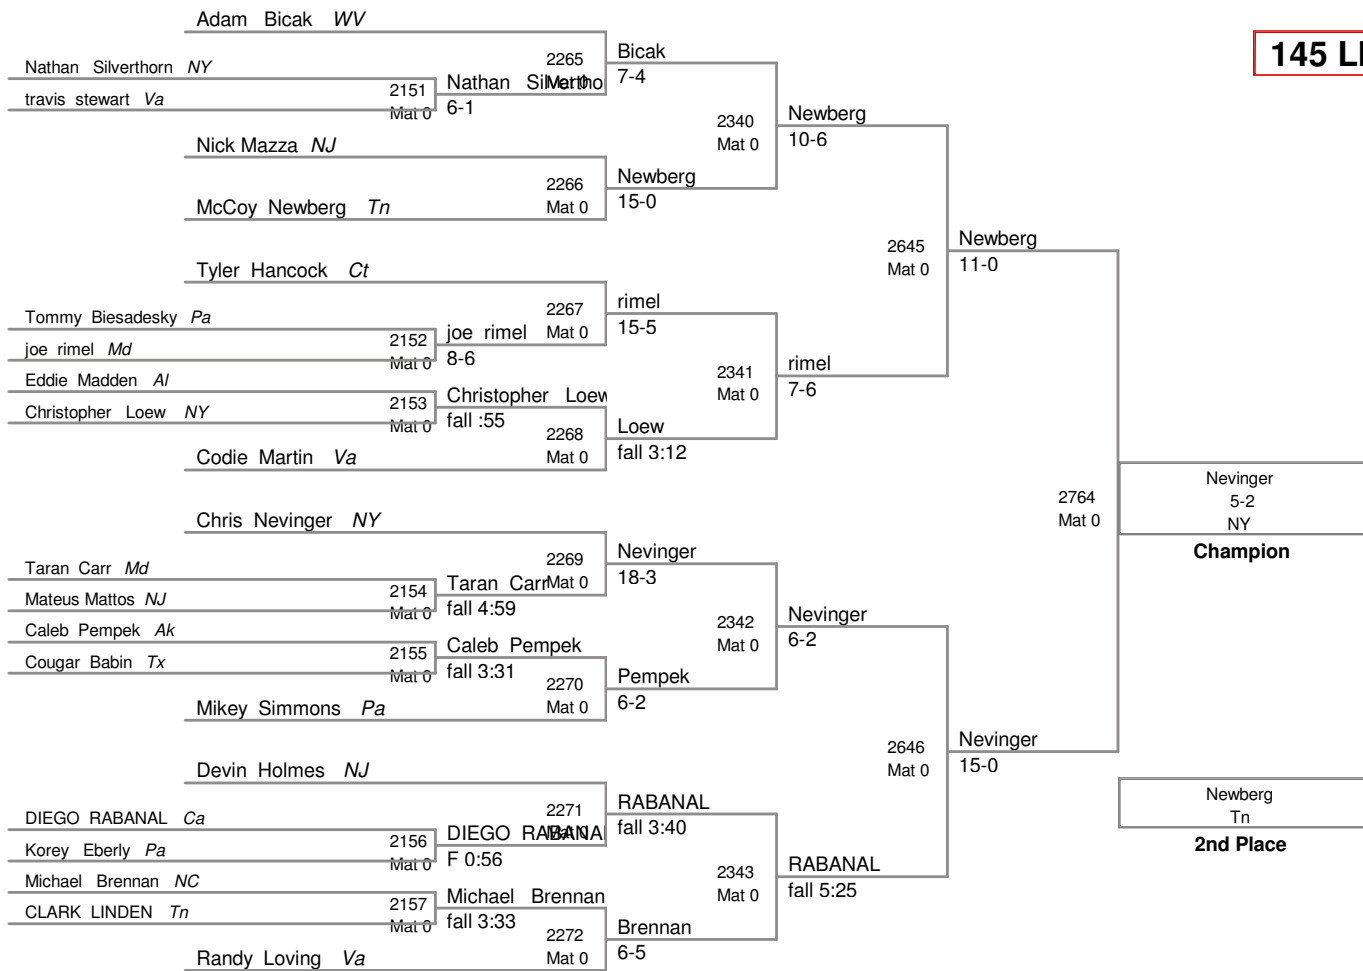 Adam Bicak WV
145 L
Nathan Silverthorn NY
travis stewart Va
2151
Mat 0
Nathan Silvertho
6-1
2265
Mat 0
Bicak
7-4
Nick Mazza NJ
McCoy Newberg Tn
2266
Mat 0
Newberg
15-0
2340
Mat 0
Newberg
10-6
Tyler Hancock Ct
Tommy Biesadesky Pa
joe rimel Md
2152
Mat 0
joe rimel
8-6
2267
Mat 0
rimel
15-5
Eddie Madden Al
Christopher Loew NY
2153
Mat 0
Christopher Loew
fall :55
Codie Martin Va
2268
Mat 0
Loew
fall 3:12
2341
Mat 0
rimel
7-6
2645
Mat 0
Newberg
11-0
Chris Nevinger NY
Taran Carr Md
Mateus Mattos NJ
2154
Mat 0
Taran Carr
fall 4:59
2269
Mat 0
Nevinger
18-3
Caleb Pempek Ak
Cougar Babin Tx
2155
Mat 0
Caleb Pempek
fall 3:31
Mikey Simmons Pa
2270
Mat 0
Pempek
6-2
2342
Mat 0
Nevinger
6-2
Devin Holmes NJ
DIEGO RABANAL Ca
Korey Eberly Pa
2156
Mat 0
DIEGO RABANAL
F 0:56
2271
Mat 0
RABANAL
fall 3:40
Michael Brennan NC
CLARK LINDEN Tn
2157
Mat 0
Michael Brennan
fall 3:33
Randy Loving Va
2272
Mat 0
Brennan
6-5
2343
Mat 0
RABANAL
fall 5:25
2646
Mat 0
Nevinger
15-0
2764
Mat 0
Nevinger
5-2
NY
Champion
Newberg
Tn
2nd Place